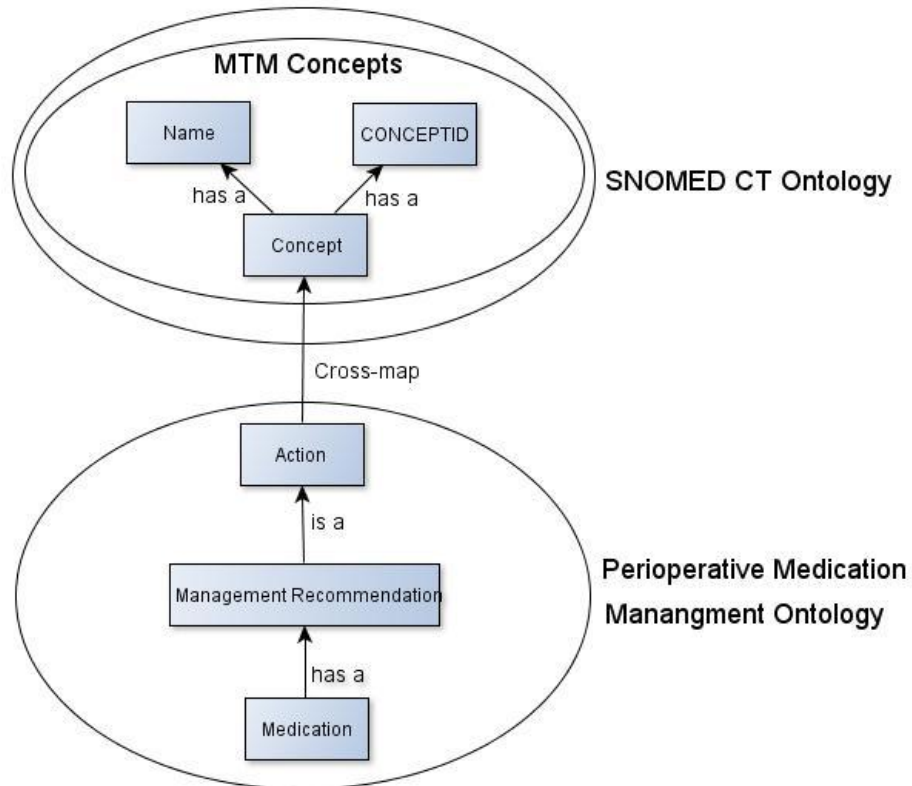 MTM Concepts
Name
CONCEPTID
has a
has a
SNOMED CT Ontology
Concept
Cross-map
Action
is a
Perioperative Medication
Management Recommendation
Manangment Ontology
has a
Medication